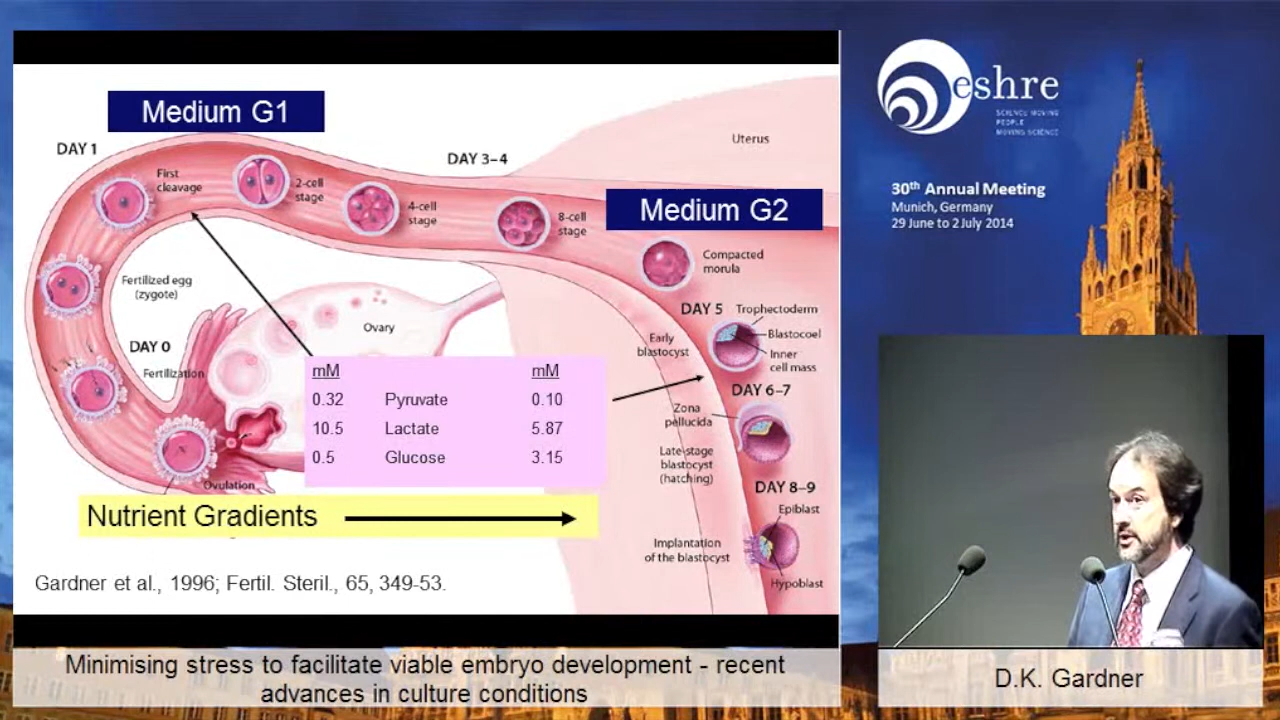 Medium G1
DAY 1
First
cleavage
2-cell
stage
DAY 3–4
4-cell
stage
8-cell
stage
Uterus
Medium G2
Compacted
morula
Fertilized egg
(zygote)
DAY 0
Fertilization
Ovary
Ovulation
DAY 5
Trophectoderm
Blastocoel
Inner
cell mass
Early
blastocyst
DAY 6–7
Zona
pellucida
Late-stage
blastocyst
(hatching)
DAY 8–9
Epiblast
Implantation
of the blastocyst
Hypoblast
mM mM
0.32 Pyruvate 0.10
10.5 Lactate 5.87
0.5 Glucose 3.15
Nutrient Gradients
Gardner et al., 1996; Fertil. Steril., 65, 349-53.
Minimising stress to facilitate viable embryo development - recent
advances in culture conditions
eshre
SCIENCE MOVING
PEOPLE
MOVING SCIENCE
30th Annual Meeting
Munich, Germany
29 June to 2 July 2014
D.K. Gardner